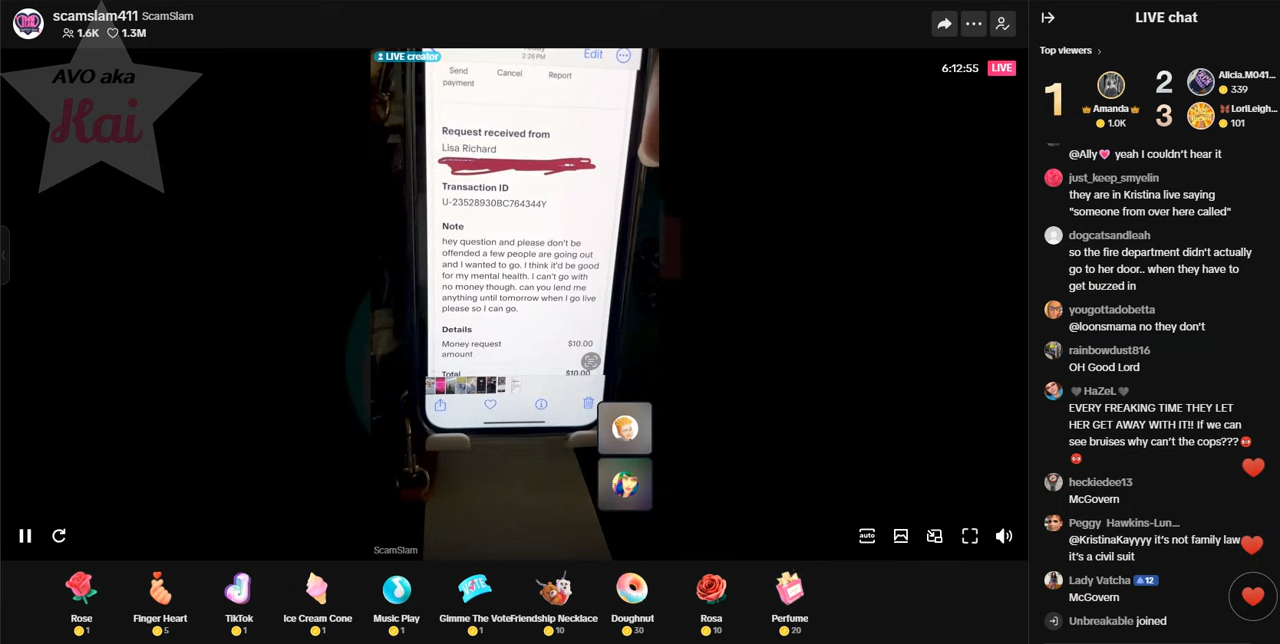 scamslam411 ScamSlam
1.6K 1.3M
AVO aka
Kai
LIVE creator
6:12:55 LIVE
2:26 PM
Edit
Send payment
Cancel
Report
Request received from
Lisa Richard
Transaction ID
U-23528930BC764344Y
Note
hey question and please don't be
offended a few people are going out
and I wanted to go. I think it'd be good
for my mental health. I can't go with
no money though. can you lend me
anything until tomorrow when I go live
please so I can go.
Details
Money request amount $10.00
Total $10.00
ScamSlam
auto
Rose
1
Finger Heart
5
TikTok
1
Ice Cream Cone
1
Music Play
1
Gimme The Vote
1
Friendship Necklace
10
Doughnut
30
Rosa
10
Perfume
20
LIVE chat
Top viewers
1
Amanda
1.0K
2
Alicia.M041...
339
3
LoriLeigh...
101
@Ally💗 yeah I couldn't hear it
just_keep_smyelin
they are in Kristina live saying
"someone from over here called"
dogcatsandleah
so the fire department didn't actually
go to her door.. when they have to
get buzzed in
yougottadobetta
@loonsmama no they don't
rainbowdust816
OH Good Lord
🖤HaZeL🖤
EVERY FREAKING TIME THEY LET
HER GET AWAY WITH IT!! If we can
see bruises why can't the cops???😡
😡
heckiedee13
McGovern
Peggy Hawkins-Lun...
@KristinaKayyyy it's not family law
it's a civil suit
Lady Vatcha 12
McGovern
Unbreakable joined